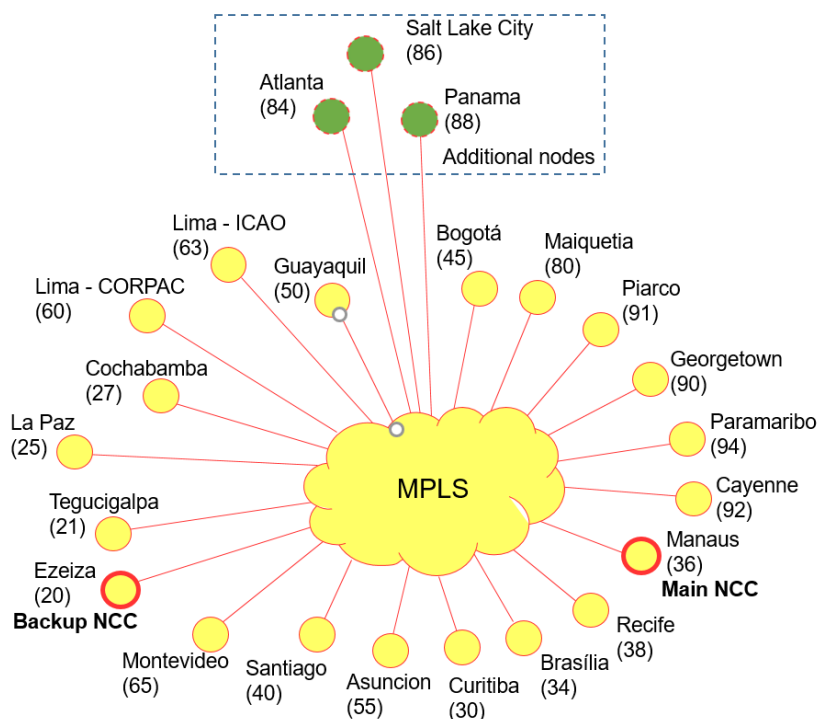 Salt Lake City
(86)
Atlanta
(84)
Panama
(88)
Additional nodes
Lima - ICAO
(63)
Guayaquil
(50)
Bogotá
(45)
Maiquetia
(80)
Lima - CORPAC
(60)
Piarco
(91)
Cochabamba
(27)
Georgetown
(90)
La Paz
(25)
Paramaribo
(94)
MPLS
Tegucigalpa
(21)
Cayenne
(92)
Ezeiza
(20)
Backup NCC
Manaus
(36)
Main NCC
Montevideo
(65)
Santiago
(40)
Asuncion
(55)
Curitiba
(30)
Brasília
(34)
Recife
(38)